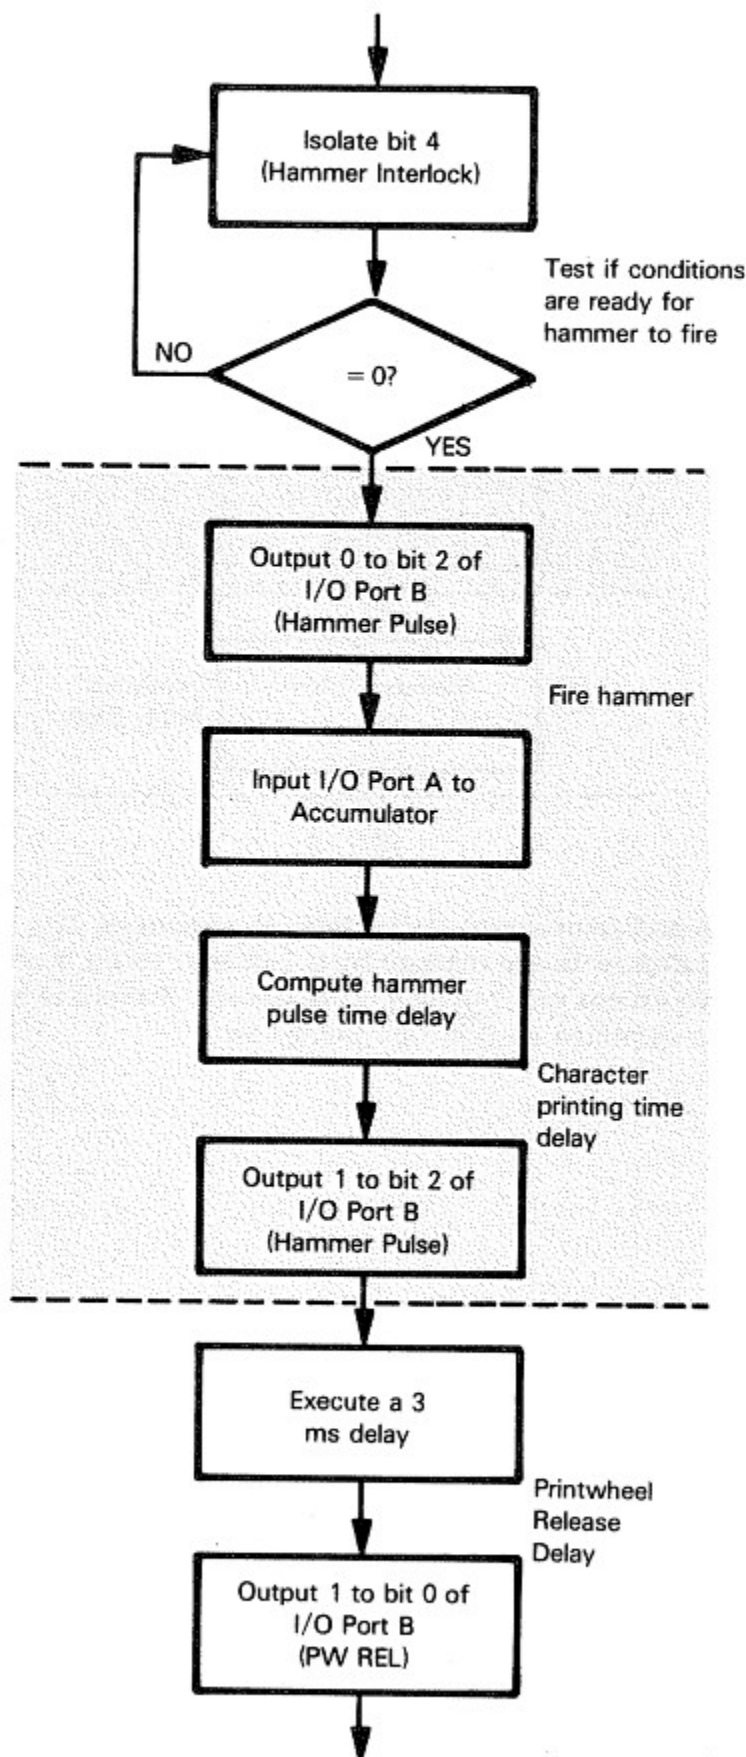 Isolate bit 4
(Hammer Interlock)
Test if conditions
are ready for
hammer to fire
NO
= 0?
YES
Output 0 to bit 2 of
I/O Port B
(Hammer Pulse)
Fire hammer
Input I/O Port A to
Accumulator
Compute hammer
pulse time delay
Character
printing time
delay
Output 1 to bit 2 of
I/O Port B
(Hammer Pulse)
Execute a 3
ms delay
Printwheel
Release
Delay
Output 1 to bit 0 of
I/O Port B
(PW REL)